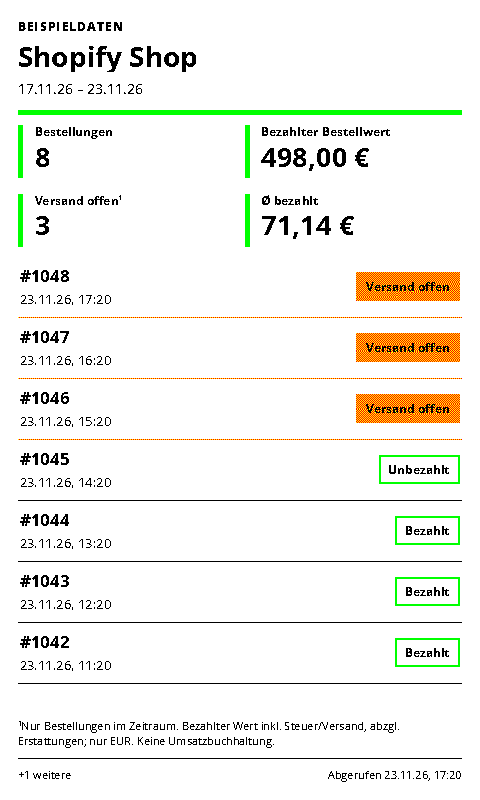 BEISPIELDATEN
Shopify Shop
17.11.26 – 23.11.26
Bestellungen
8
Bezahlter Bestellwert
498,00 €
Versand offen¹
3
Ø bezahlt
71,14 €
#1048
23.11.26, 17:20
Versand offen
#1047
23.11.26, 16:20
Versand offen
#1046
23.11.26, 15:20
Versand offen
#1045
23.11.26, 14:20
Unbezahlt
#1044
23.11.26, 13:20
Bezahlt
#1043
23.11.26, 12:20
Bezahlt
#1042
23.11.26, 11:20
Bezahlt
¹Nur Bestellungen im Zeitraum. Bezahlter Wert inkl. Steuer/Versand, abzgl.
Erstattungen; nur EUR. Keine Umsatzbuchhaltung.
+1 weitere
Abgerufen 23.11.26, 17:20